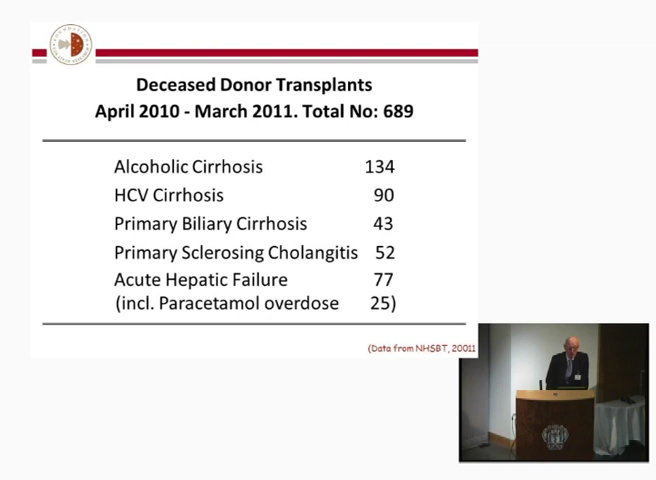 Deceased Donor Transplants
April 2010 - March 2011. Total No: 689
Alcoholic Cirrhosis 134
HCV Cirrhosis 90
Primary Biliary Cirrhosis 43
Primary Sclerosing Cholangitis 52
Acute Hepatic Failure 77
(incl. Paracetamol overdose 25)
(Data from NHSBT, 20011